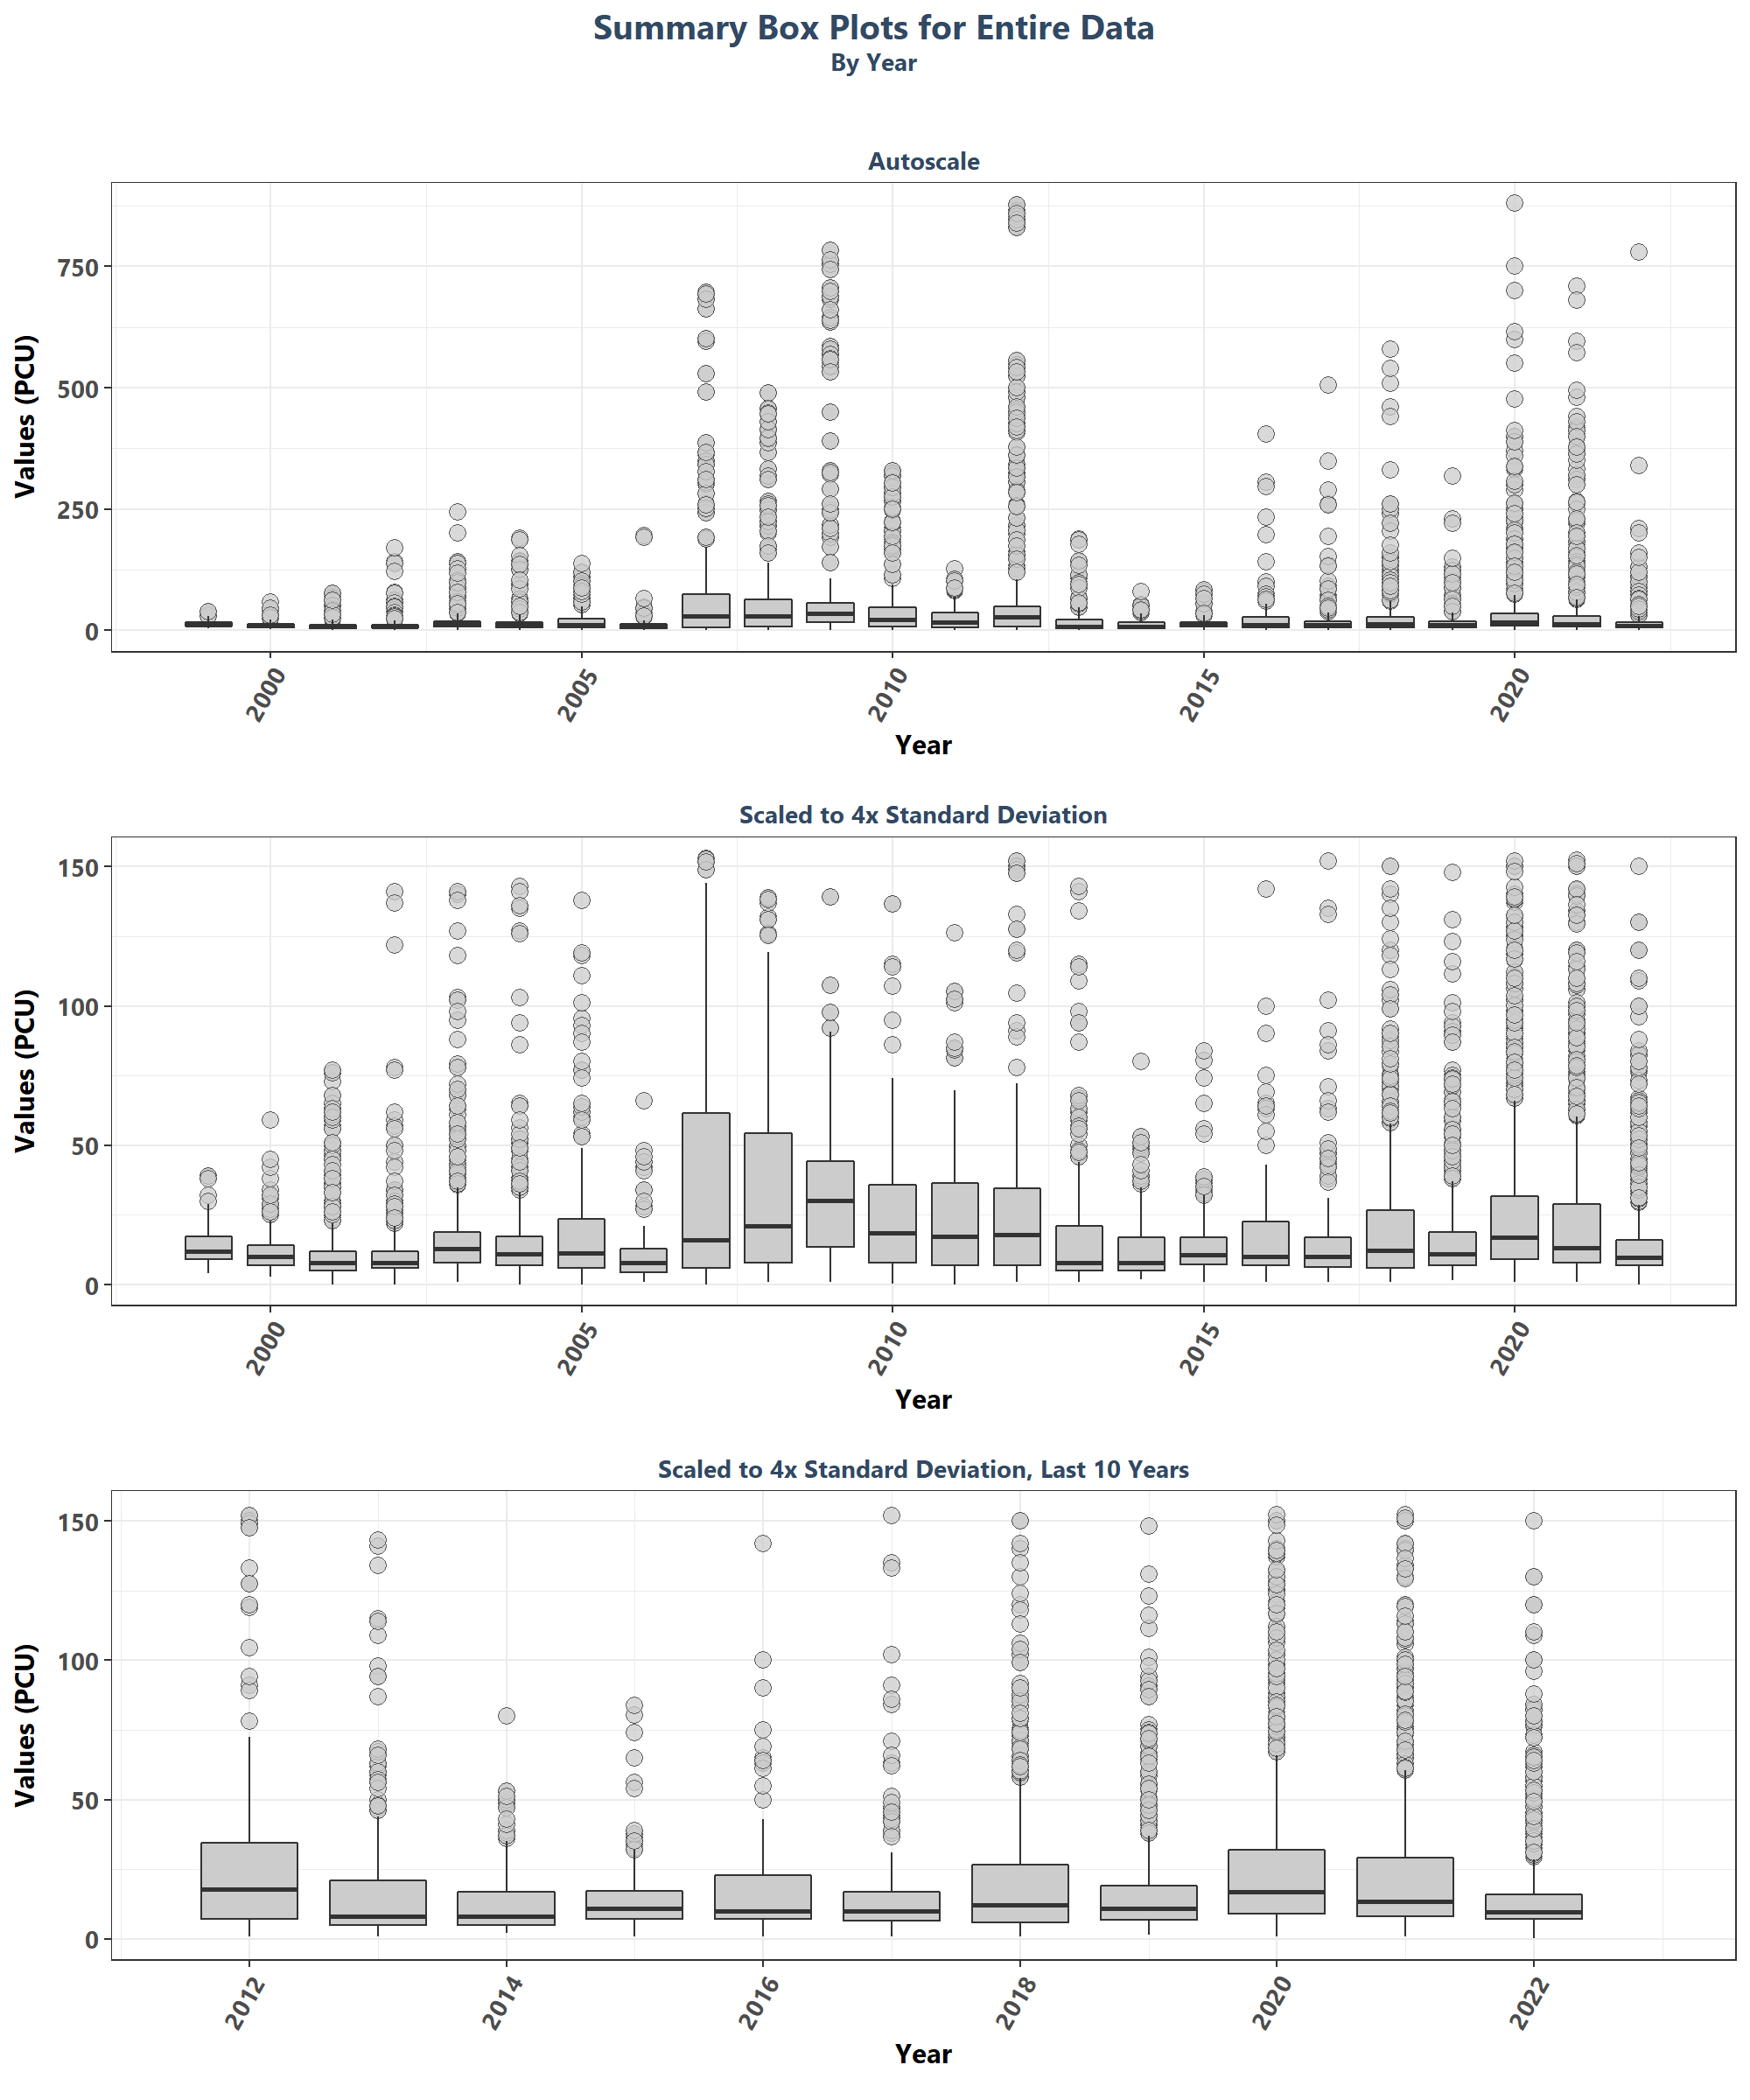 Summary Box Plots for Entire Data
By Year
Autoscale
Values (PCU)
750
500
250
0
2000
2005
2010
2015
2020
Year
Scaled to 4x Standard Deviation
Values (PCU)
150
100
50
0
2000
2005
2010
2015
2020
Year
Scaled to 4x Standard Deviation, Last 10 Years
Values (PCU)
150
100
50
0
2012
2014
2016
2018
2020
2022
Year